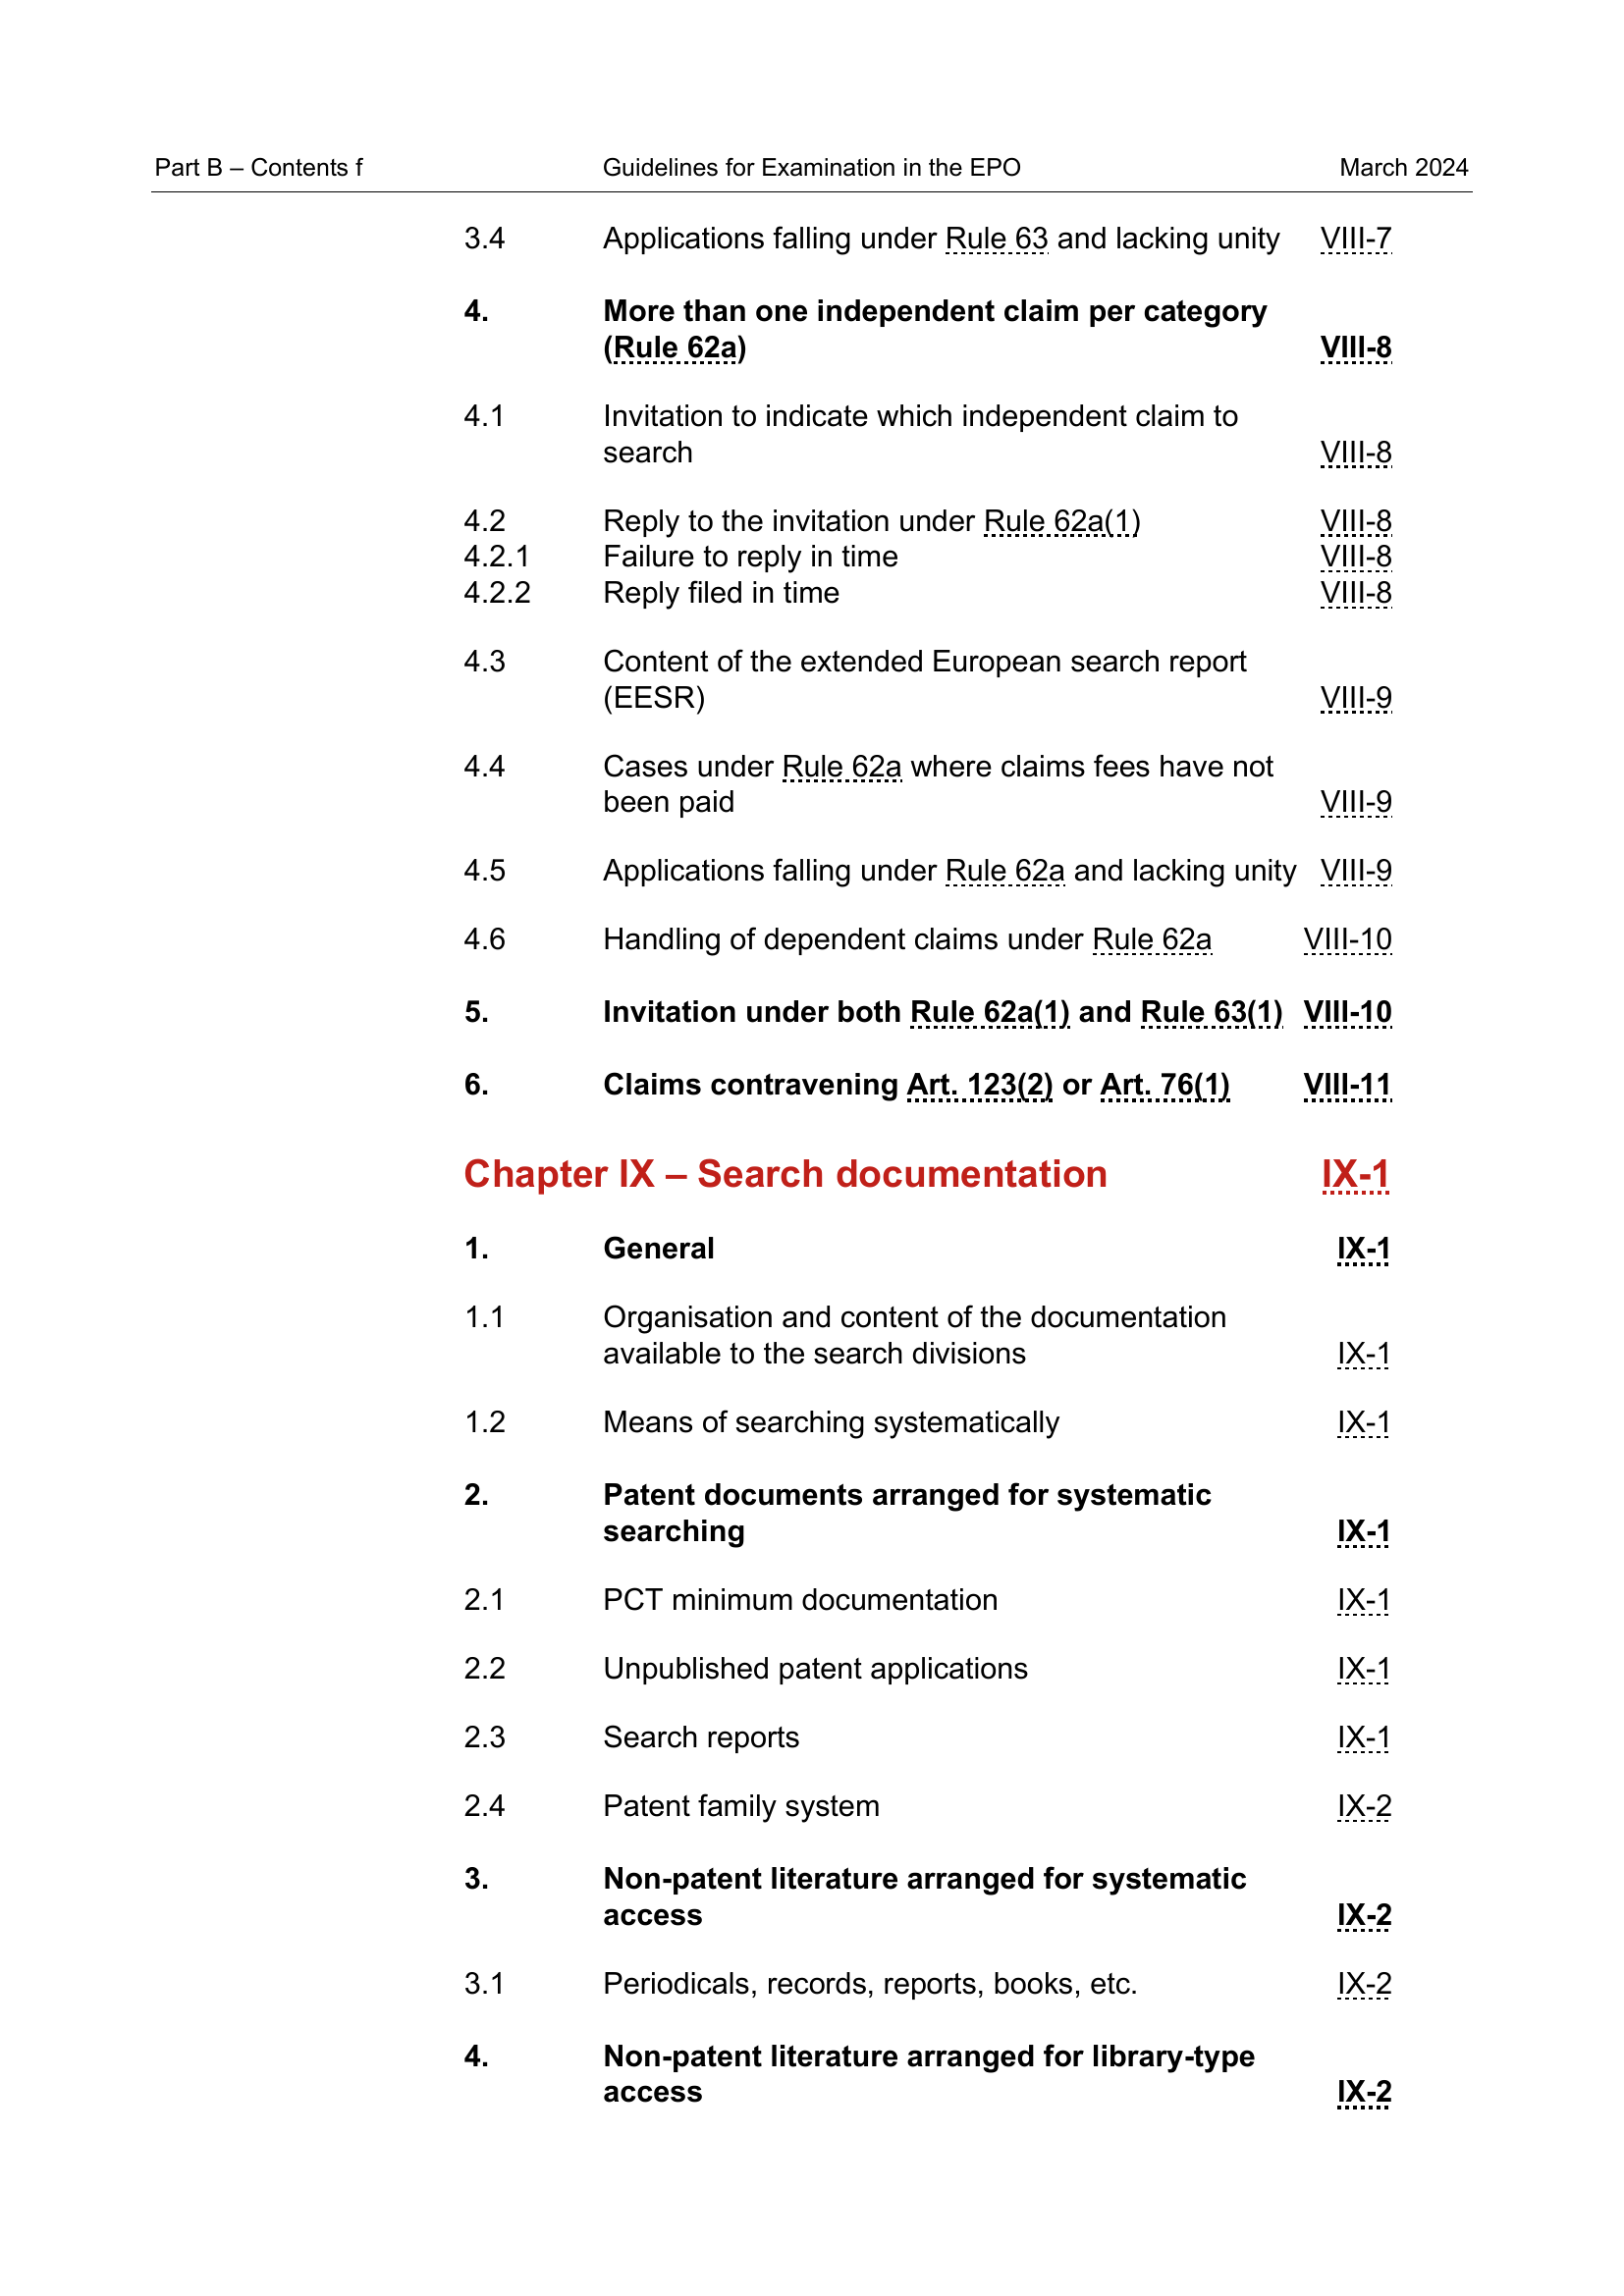 Part B – Contents f Guidelines for Examination in the EPO March 2024
3.4 Applications falling under Rule 63 and lacking unity VIII-7
4. More than one independent claim per category
(Rule 62a) VIII-8
4.1 Invitation to indicate which independent claim to
search VIII-8
4.2 Reply to the invitation under Rule 62a(1) VIII-8
4.2.1 Failure to reply in time VIII-8
4.2.2 Reply filed in time VIII-8
4.3 Content of the extended European search report
(EESR) VIII-9
4.4 Cases under Rule 62a where claims fees have not
been paid VIII-9
4.5 Applications falling under Rule 62a and lacking unity VIII-9
4.6 Handling of dependent claims under Rule 62a VIII-10
5. Invitation under both Rule 62a(1) and Rule 63(1) VIII-10
6. Claims contravening Art. 123(2) or Art. 76(1) VIII-11
Chapter IX – Search documentation IX-1
1. General IX-1
1.1 Organisation and content of the documentation
available to the search divisions IX-1
1.2 Means of searching systematically IX-1
2. Patent documents arranged for systematic
searching IX-1
2.1 PCT minimum documentation IX-1
2.2 Unpublished patent applications IX-1
2.3 Search reports IX-1
2.4 Patent family system IX-2
3. Non-patent literature arranged for systematic
access IX-2
3.1 Periodicals, records, reports, books, etc. IX-2
4. Non-patent literature arranged for library-type
access IX-2